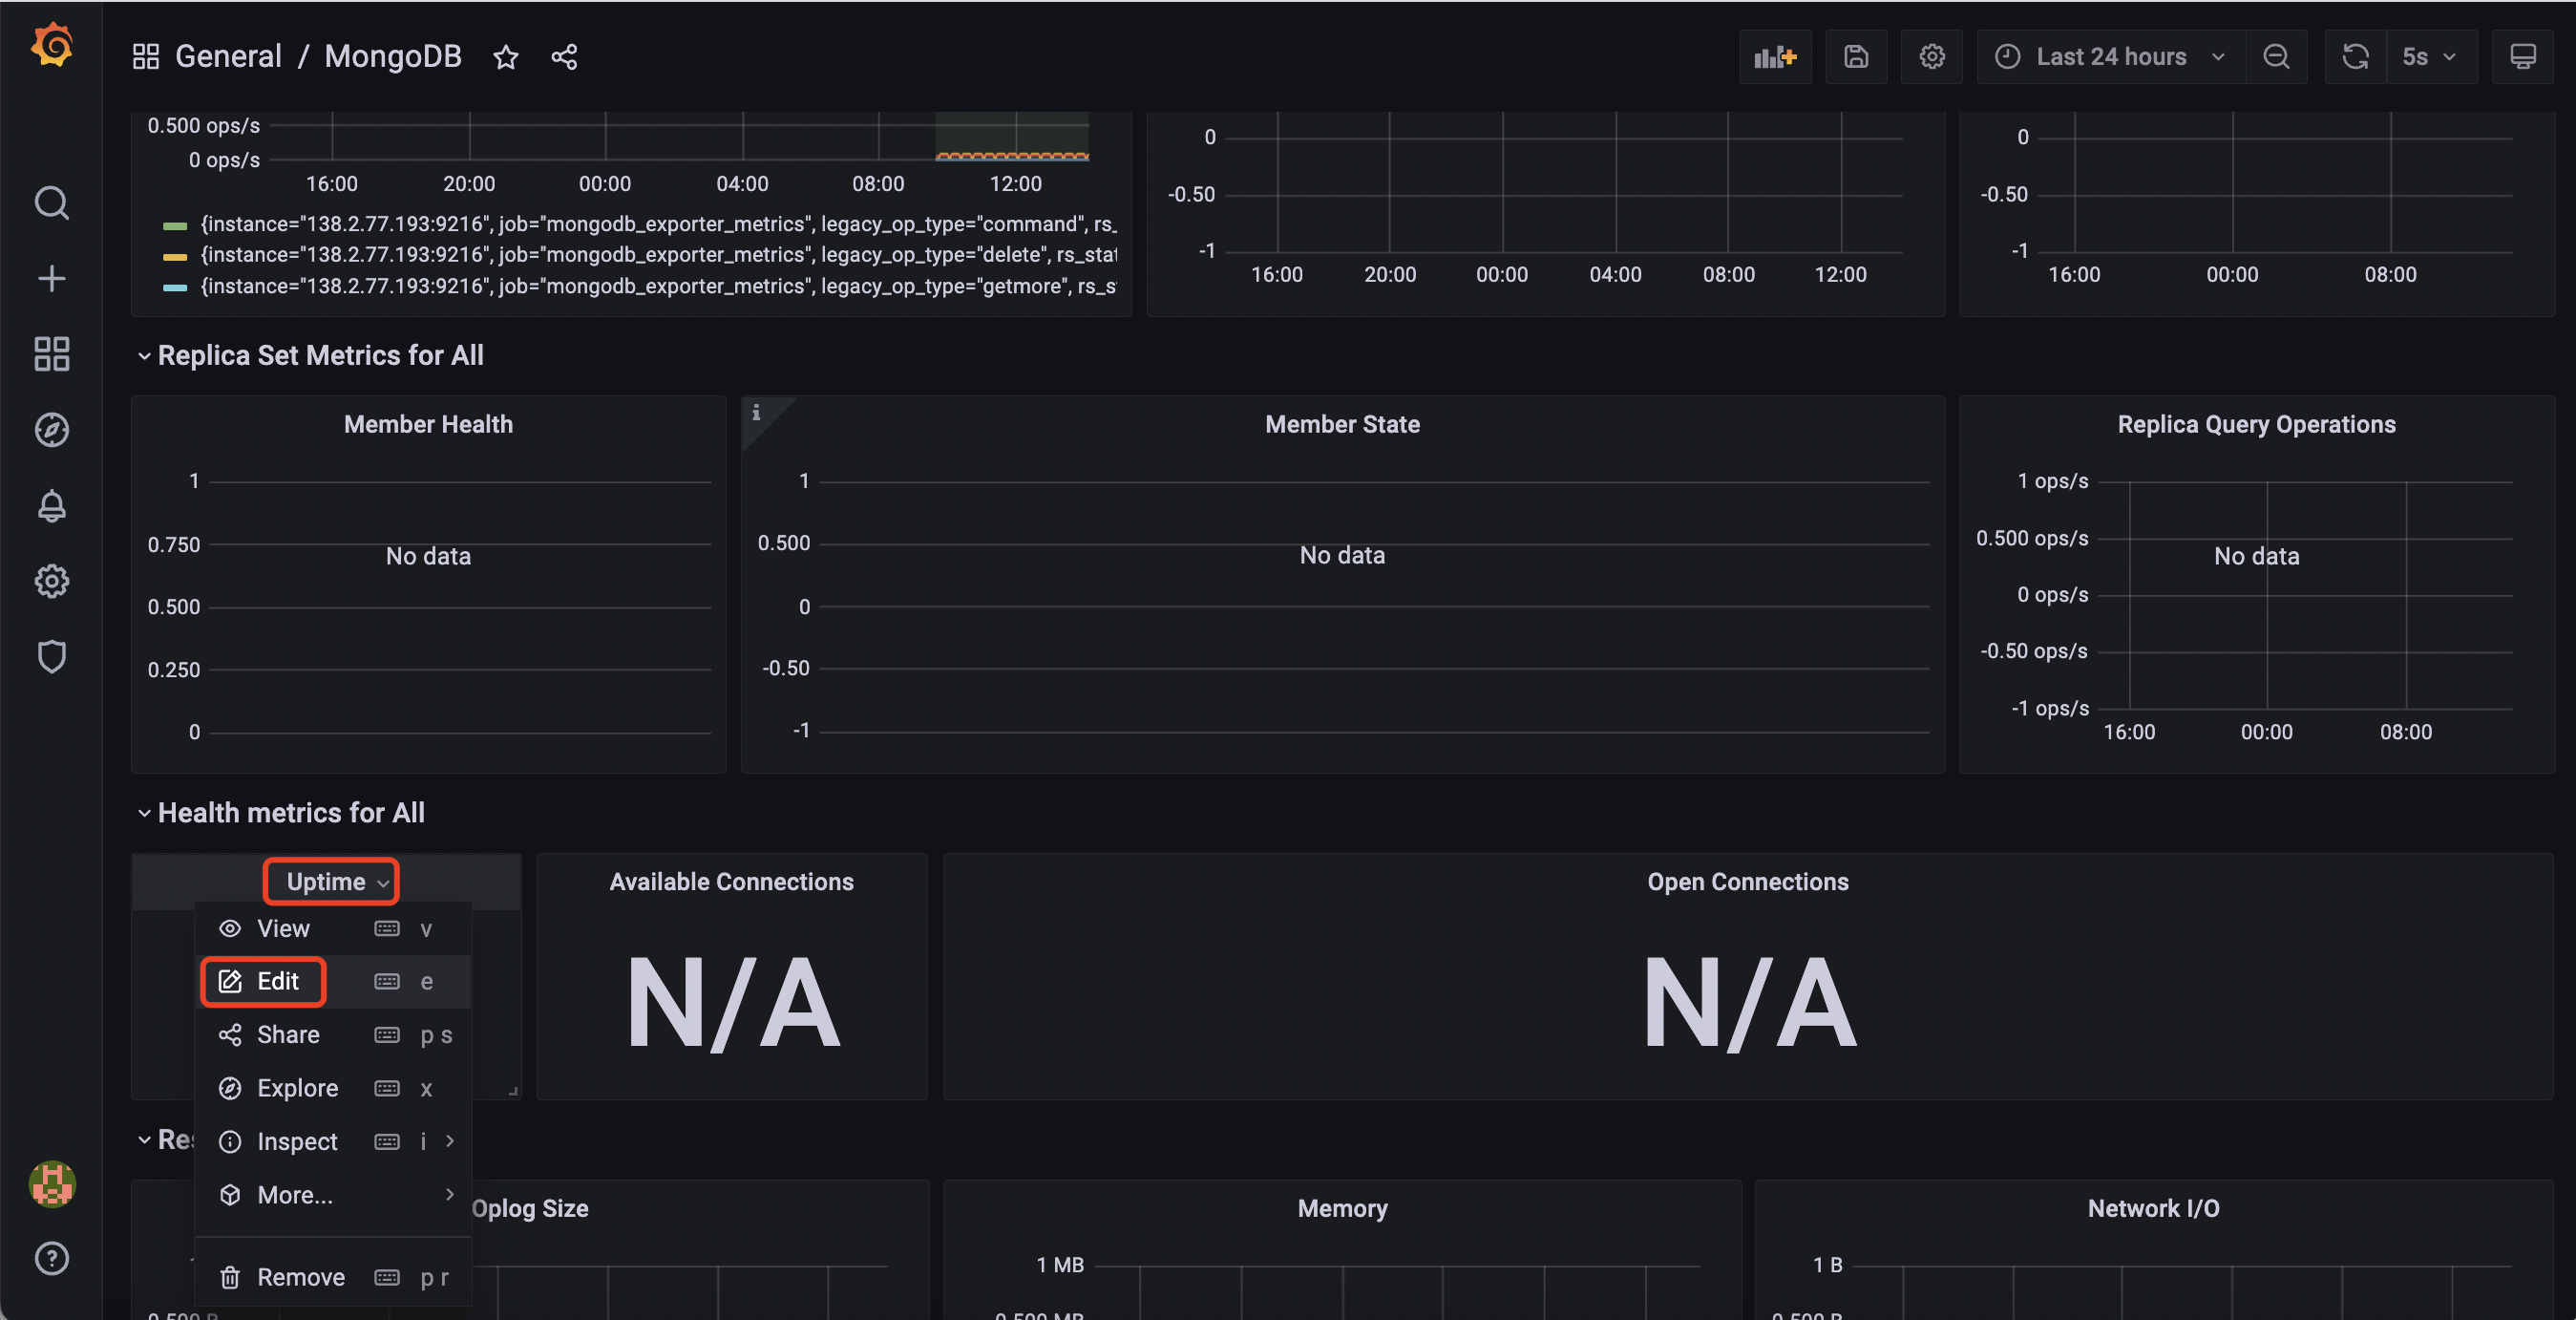 General / MongoDB
Last 24 hours
5s
0.500 ops/s
0 ops/s
16:00 20:00 00:00 04:00 08:00 12:00
{instance="138.2.77.193:9216", job="mongodb_exporter_metrics", legacy_op_type="command", rs_
{instance="138.2.77.193:9216", job="mongodb_exporter_metrics", legacy_op_type="delete", rs_stat
{instance="138.2.77.193:9216", job="mongodb_exporter_metrics", legacy_op_type="getmore", rs_s
0
-0.50
-1
16:00 20:00 00:00 04:00 08:00 12:00
0
-0.50
-1
16:00 00:00 08:00
Replica Set Metrics for All
Member Health
1
0.750
No data
0.500
0.250
0
i
Member State
1
0.500
No data
0
-0.50
-1
Replica Query Operations
1 ops/s
0.500 ops/s
No data
0 ops/s
-0.50 ops/s
-1 ops/s
16:00 00:00 08:00
Health metrics for All
Uptime
View v
Edit e
Share p s
Explore x
Inspect i
More...
Remove p r
Available Connections
N/A
Open Connections
N/A
Res
Oplog Size
Memory
1 MB
0.500 MB
Network I/O
1 B
0.500 B
0.500 B